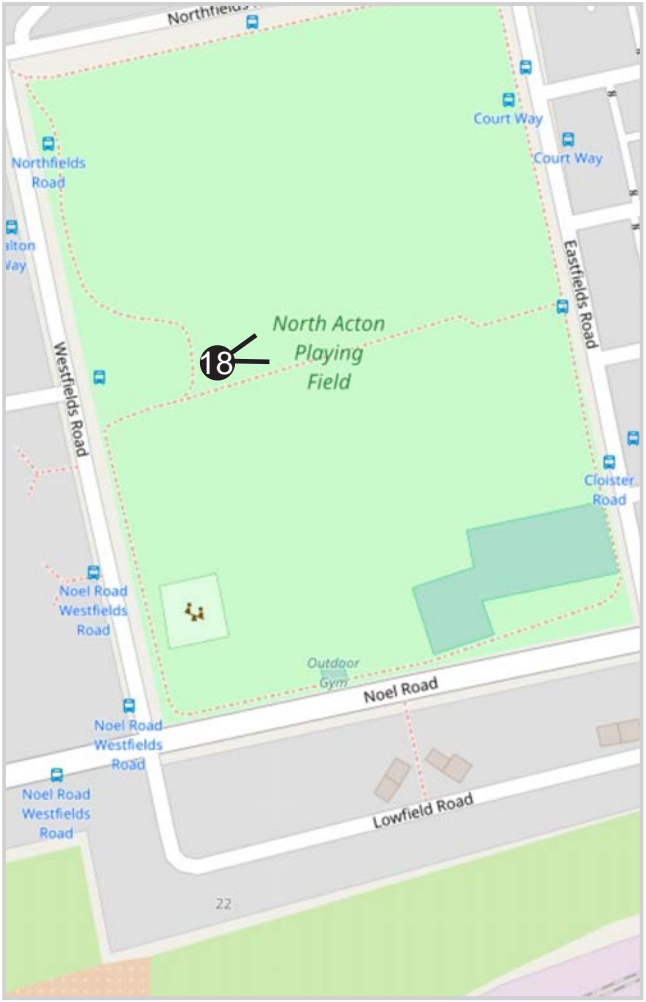 Northfields
Court Way
Northfields
Road
Court Way
alton
Way
Eastfields Road
North Acton
Playing
Field
18
Westfields Road
Cloister
Road
Noel Road
Westfields
Road
Outdoor
Gym
Noel Road
Noel Road
Westfields
Road
Noel Road
Westfields
Road
Lowfield Road
22